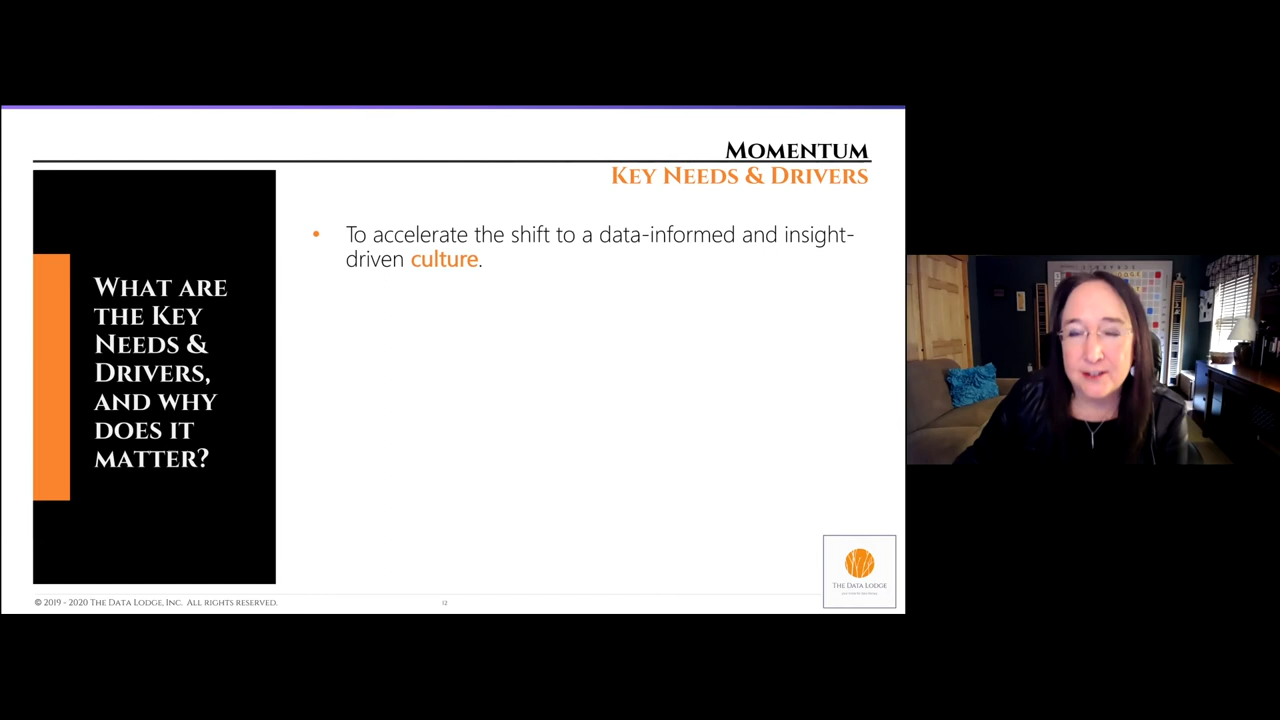 Momentum
Key Needs & Drivers
What are
the Key
Needs &
Drivers,
and why
does it
matter?
• To accelerate the shift to a data-informed and insight-
driven culture.
The Data Lodge
© 2019 - 2020 The Data Lodge, Inc. All rights reserved.
12